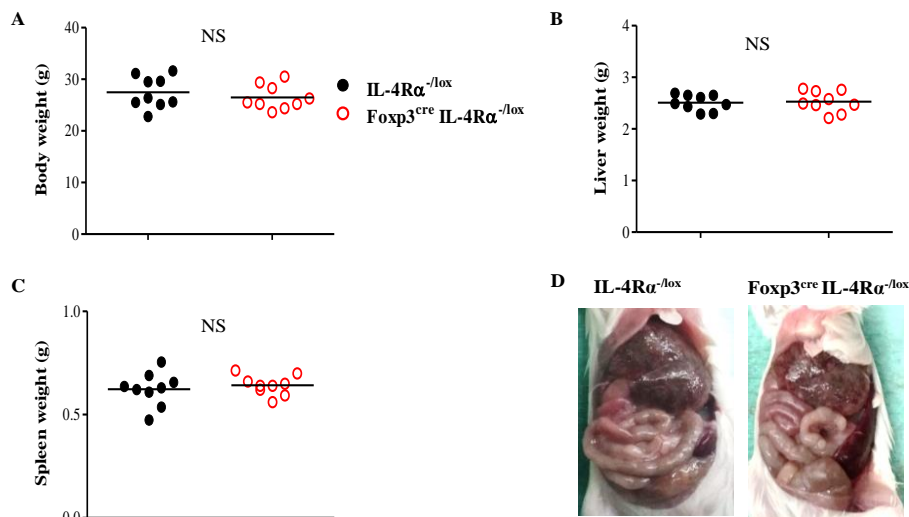 A
40
30
20
10
0
Body weight (g)
NS
IL-4Rα-/lox
Foxp3cre IL-4Rα-/lox
B
4
3
2
1
0
Liver weight (g)
NS
C
1.0
0.5
0.0
Spleen weight (g)
NS
D
IL-4Rα-/lox
Foxp3cre IL-4Rα-/lox